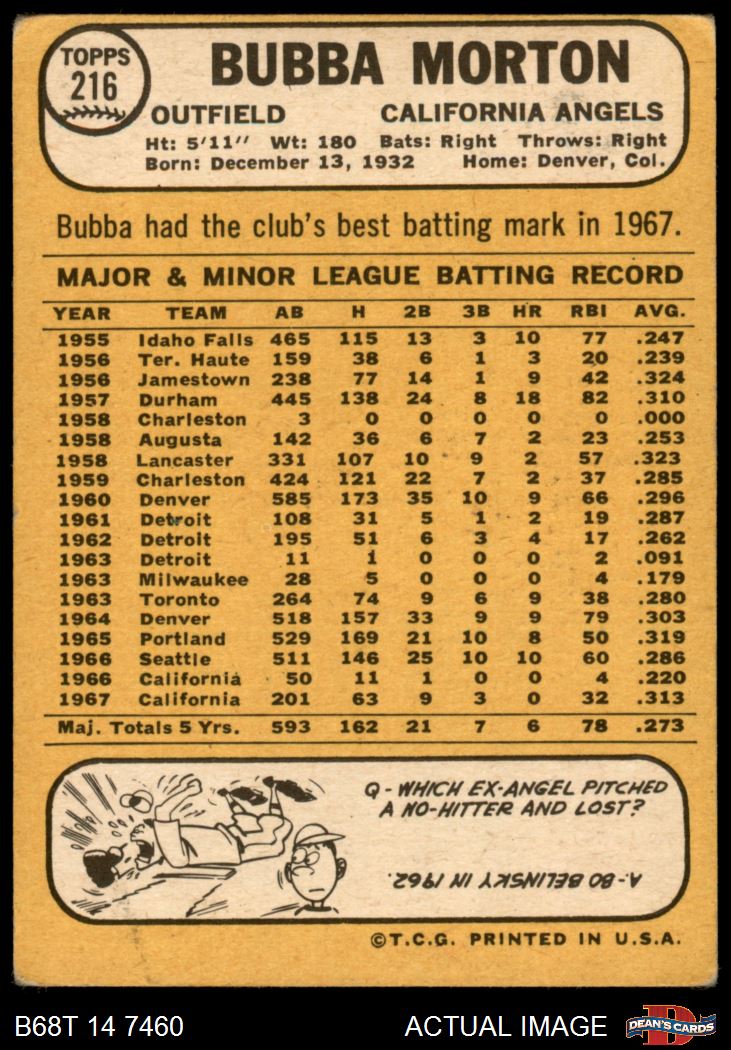 TOPPS
216
BUBBA MORTON
OUTFIELD CALIFORNIA ANGELS
Ht: 5'11" Wt: 180 Bats: Right Throws: Right
Born: December 13, 1932 Home: Denver, Col.
Bubba had the club's best batting mark in 1967.
MAJOR & MINOR LEAGUE BATTING RECORD
YEAR TEAM AB H 2B 3B HR RBI AVG.
1955 Idaho Falls 465 115 13 3 10 77 .247
1956 Ter. Haute 159 38 6 1 3 20 .239
1956 Jamestown 238 77 14 1 9 42 .324
1957 Durham 445 138 24 8 18 82 .310
1958 Charleston 3 0 0 0 0 0 .000
1958 Augusta 142 36 6 7 2 23 .253
1958 Lancaster 331 107 10 9 2 57 .323
1959 Charleston 424 121 22 7 2 37 .285
1960 Denver 585 173 35 10 9 66 .296
1961 Detroit 108 31 5 1 2 19 .287
1962 Detroit 195 51 6 3 4 17 .262
1963 Detroit 11 1 0 0 0 2 .091
1963 Milwaukee 28 5 0 0 0 4 .179
1963 Toronto 264 74 9 6 9 38 .280
1964 Denver 518 157 33 9 9 79 .303
1965 Portland 529 169 21 10 8 50 .319
1966 Seattle 511 146 25 10 10 60 .286
1966 California 50 11 1 0 0 4 .220
1967 California 201 63 9 3 0 32 .313
Maj. Totals 5 Yrs. 593 162 21 7 6 78 .273
Q - WHICH EX-ANGEL PITCHED
A NO-HITTER AND LOST?
A.- BO BELINSKY IN 1962.
©T.C.G. PRINTED IN U.S.A.
B68T 14 7460 ACTUAL IMAGE DEAN'S CARDS